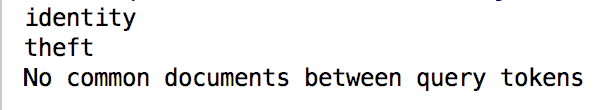 identity
theft
No common documents between query tokens